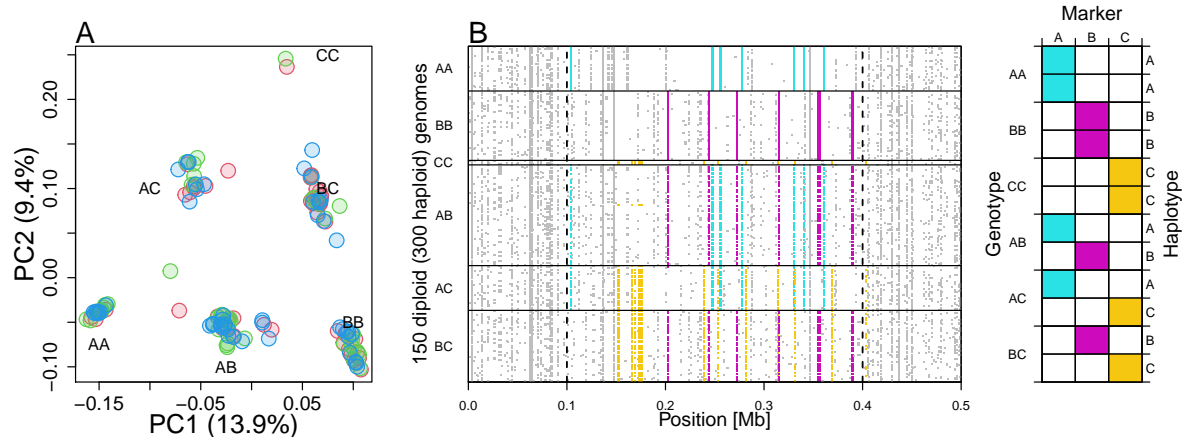 A
PC2 (9.4%)
0.20
0.10
0.00
−0.10
CC
AC
BC
AA
AB
BB
−0.15
−0.05
0.05
PC1 (13.9%)
B
150 diploid (300 haploid) genomes
AA
BB
CC
AB
AC
BC
0.0
0.1
0.2
0.3
0.4
0.5
Position [Mb]
Marker
A B C
Genotype
AA
BB
CC
AB
AC
BC
A
A
B
B
C
C
A
B
A
C
B
C
Haplotype